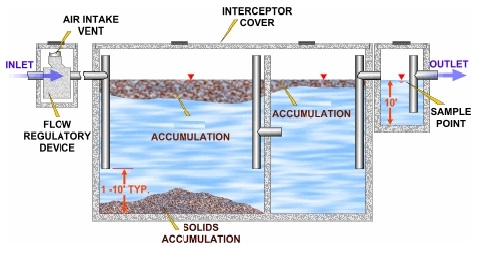 INTERCEPTOR
COVER
AIR INTAKE
VENT
INLET
OUTLET
FLOW
REGULATORY
DEVICE
ACCUMULATION
ACCUMULATION
10'
SAMPLE
POINT
1 -10' TYP.
SOLIDS
ACCUMULATION